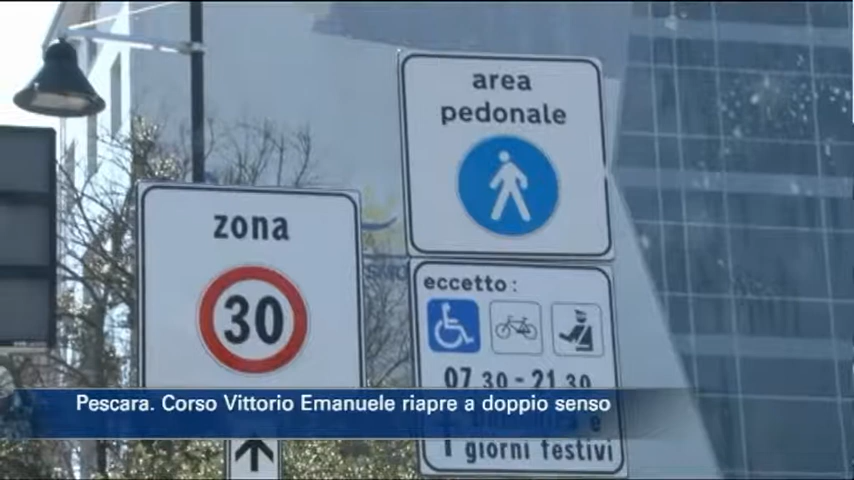 area
pedonale
zona
30
eccetto:
07.30 - 21.30
Pescara. Corso Vittorio Emanuele riapre a doppio senso
i giorni festivi